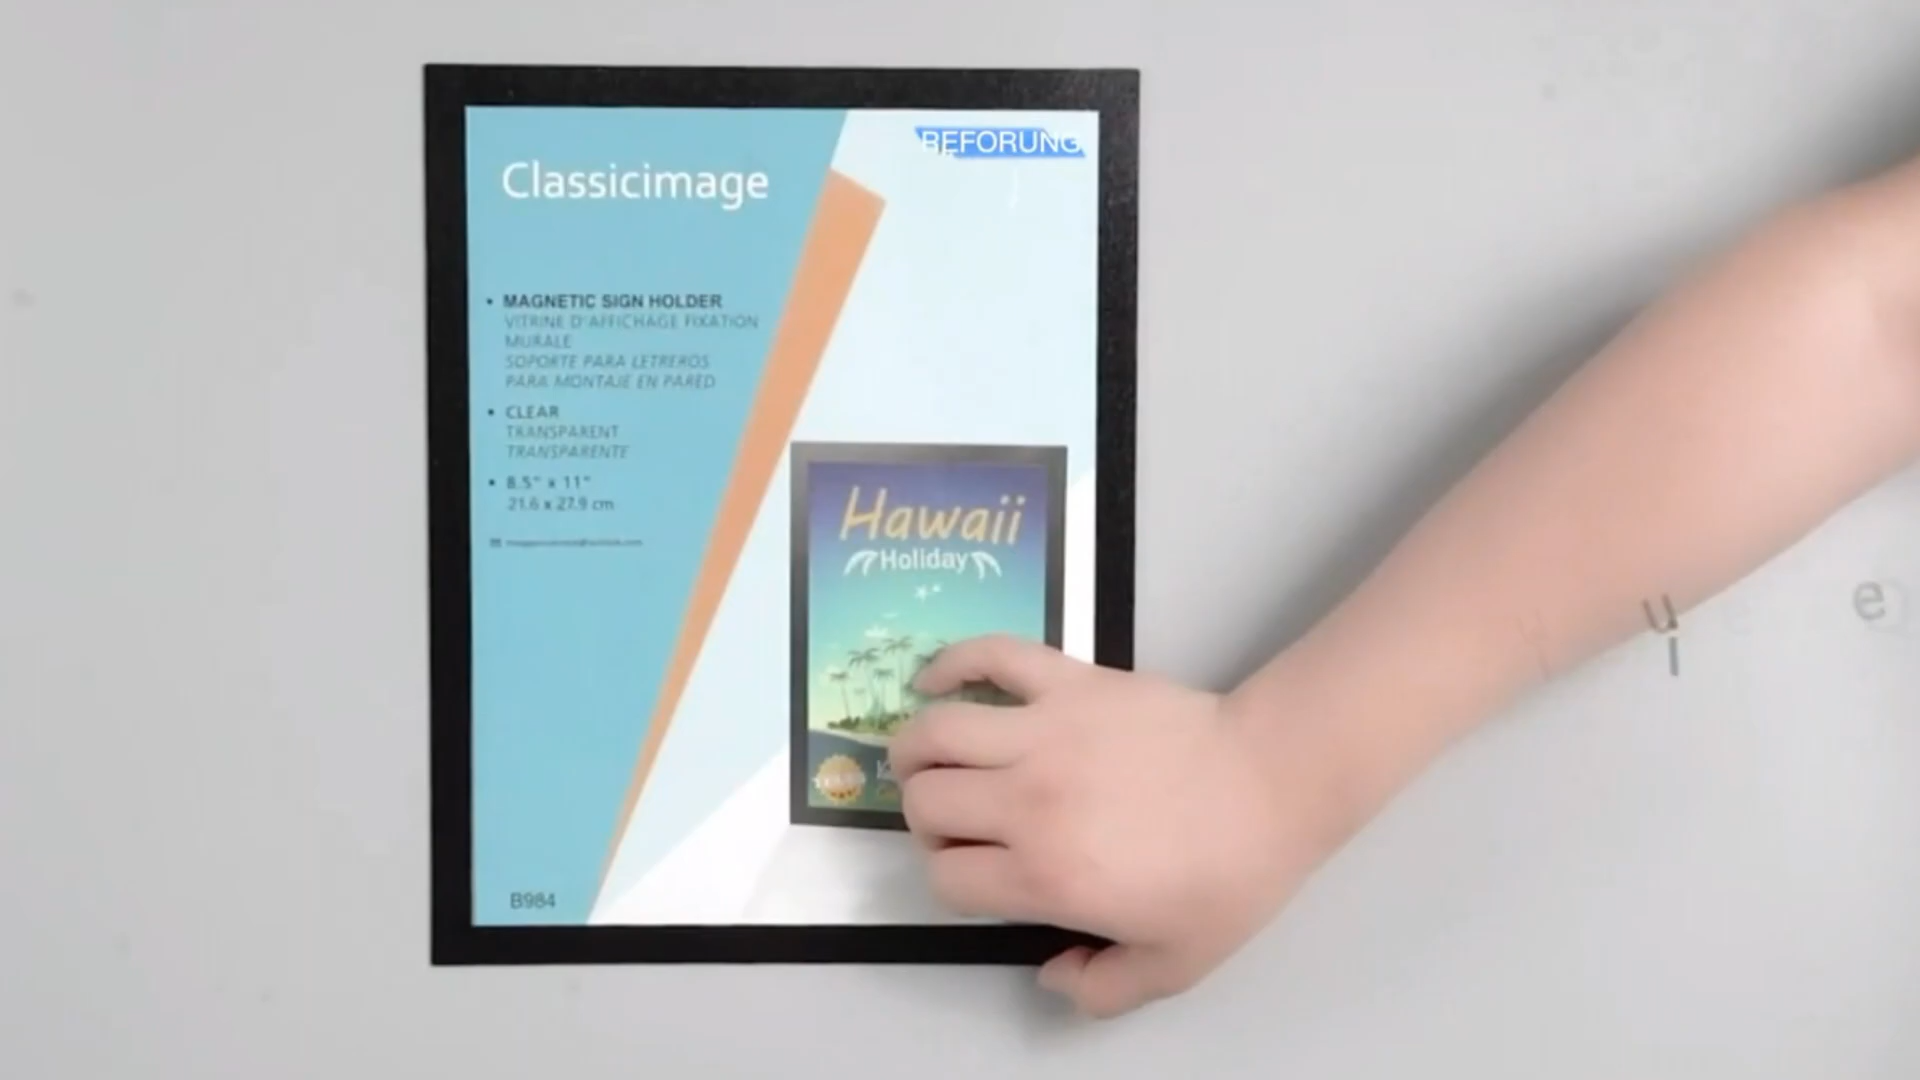 REFORUNG
Classicimage
• MAGNETIC SIGN HOLDER
VITRINE D'AFFICHAGE FIXATION
MURALE
SOPORTE PARA LETREROS
PARA MONTAJE EN PARED
• CLEAR
TRANSPARENT
TRANSPARENTE
• 8.5" x 11"
21.6 x 27.9 cm
Hawaii
Holiday
B984